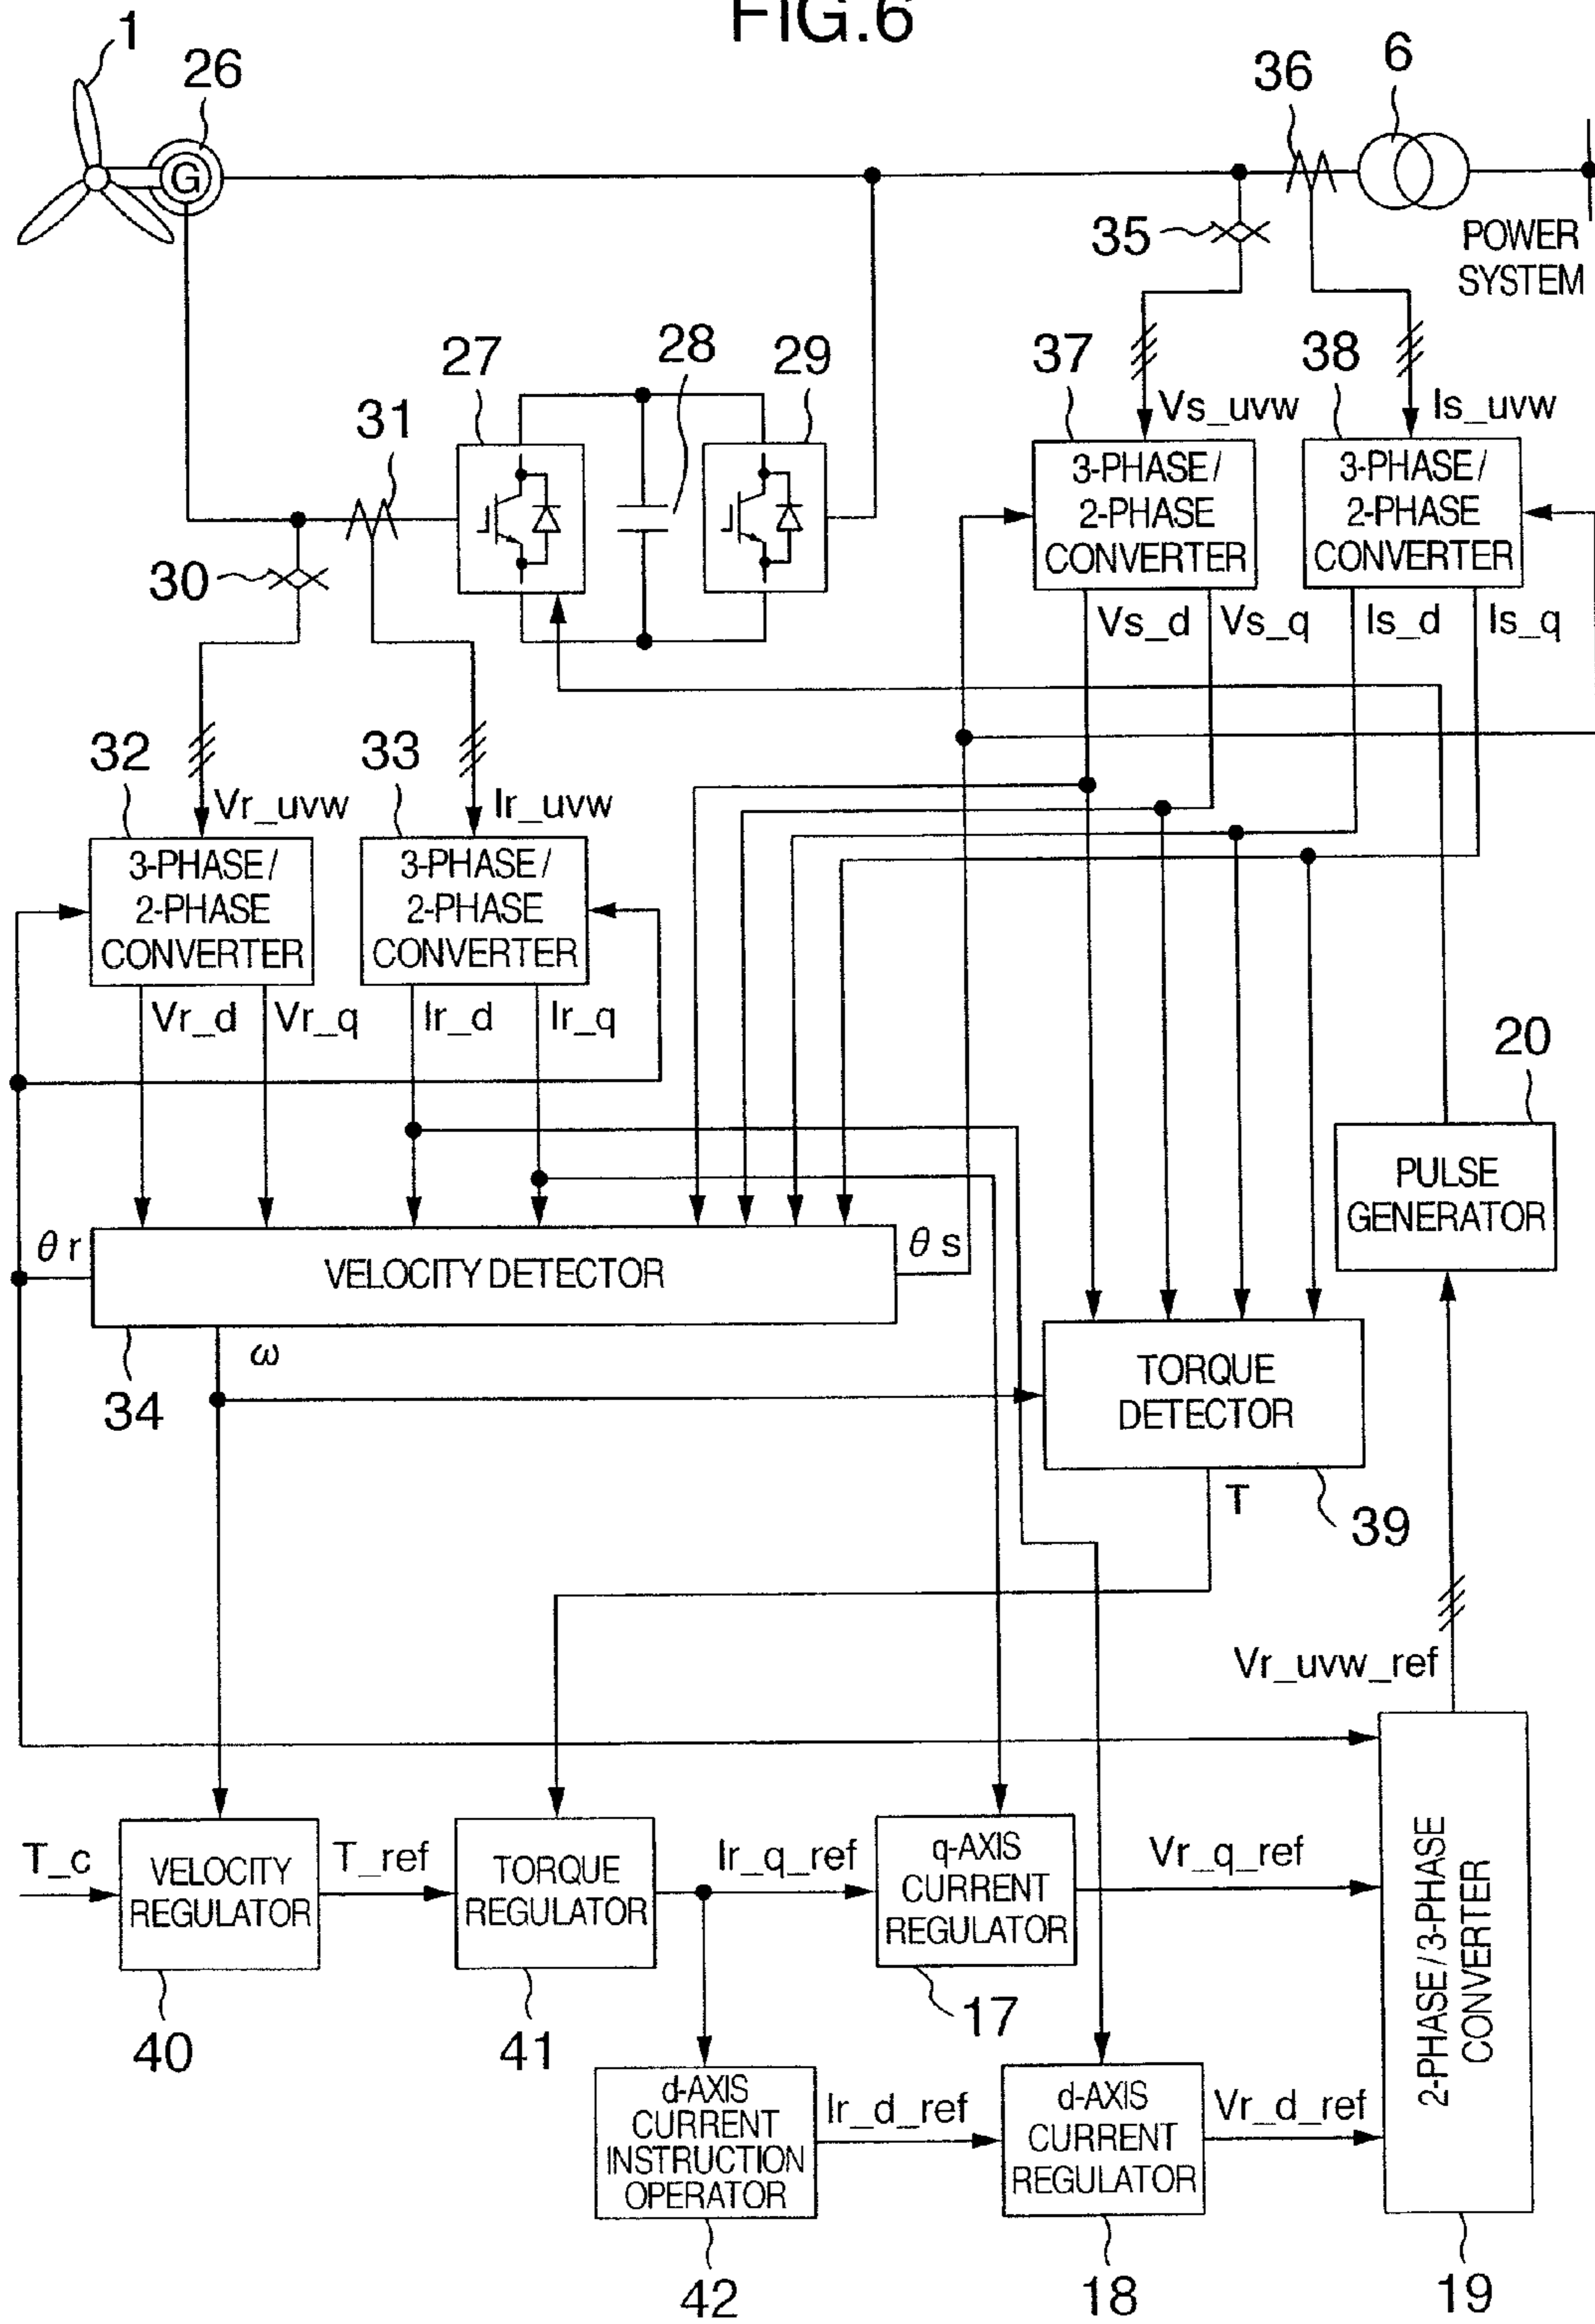 FIG.6
1
26
G
36
6
35
POWER
SYSTEM
27
28
29
31
30
37
38
Vs_uvw
Is_uvw
3-PHASE/
2-PHASE
CONVERTER
3-PHASE/
2-PHASE
CONVERTER
Vs_d
Vs_q
Is_d
Is_q
32
33
Vr_uvw
Ir_uvw
3-PHASE/
2-PHASE
CONVERTER
3-PHASE/
2-PHASE
CONVERTER
Vr_d
Vr_q
Ir_d
Ir_q
20
PULSE
GENERATOR
θr
VELOCITY DETECTOR
θs
34
ω
TORQUE
DETECTOR
T
39
Vr_uvw_ref
T_c
VELOCITY
REGULATOR
T_ref
TORQUE
REGULATOR
Ir_q_ref
q-AXIS
CURRENT
REGULATOR
Vr_q_ref
2-PHASE/3-PHASE
CONVERTER
40
41
17
d-AXIS
CURRENT
INSTRUCTION
OPERATOR
Ir_d_ref
d-AXIS
CURRENT
REGULATOR
Vr_d_ref
42
18
19